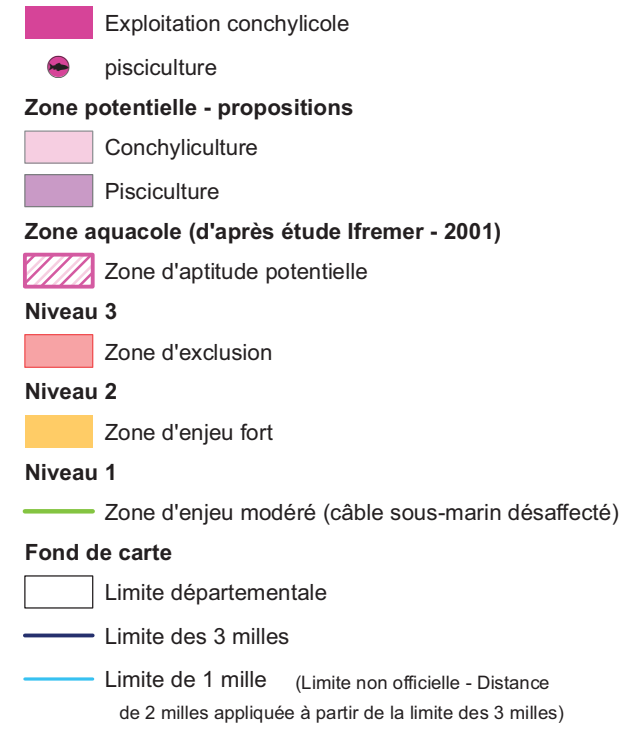 Exploitation conchylicole
pisciculture
Zone potentielle - propositions
Conchyliculture
Pisciculture
Zone aquacole (d'après étude Ifremer - 2001)
Zone d'aptitude potentielle
Niveau 3
Zone d'exclusion
Niveau 2
Zone d'enjeu fort
Niveau 1
Zone d'enjeu modéré (câble sous-marin désaffecté)
Fond de carte
Limite départementale
Limite des 3 milles
Limite de 1 mille (Limite non officielle - Distance
de 2 milles appliquée à partir de la limite des 3 milles)